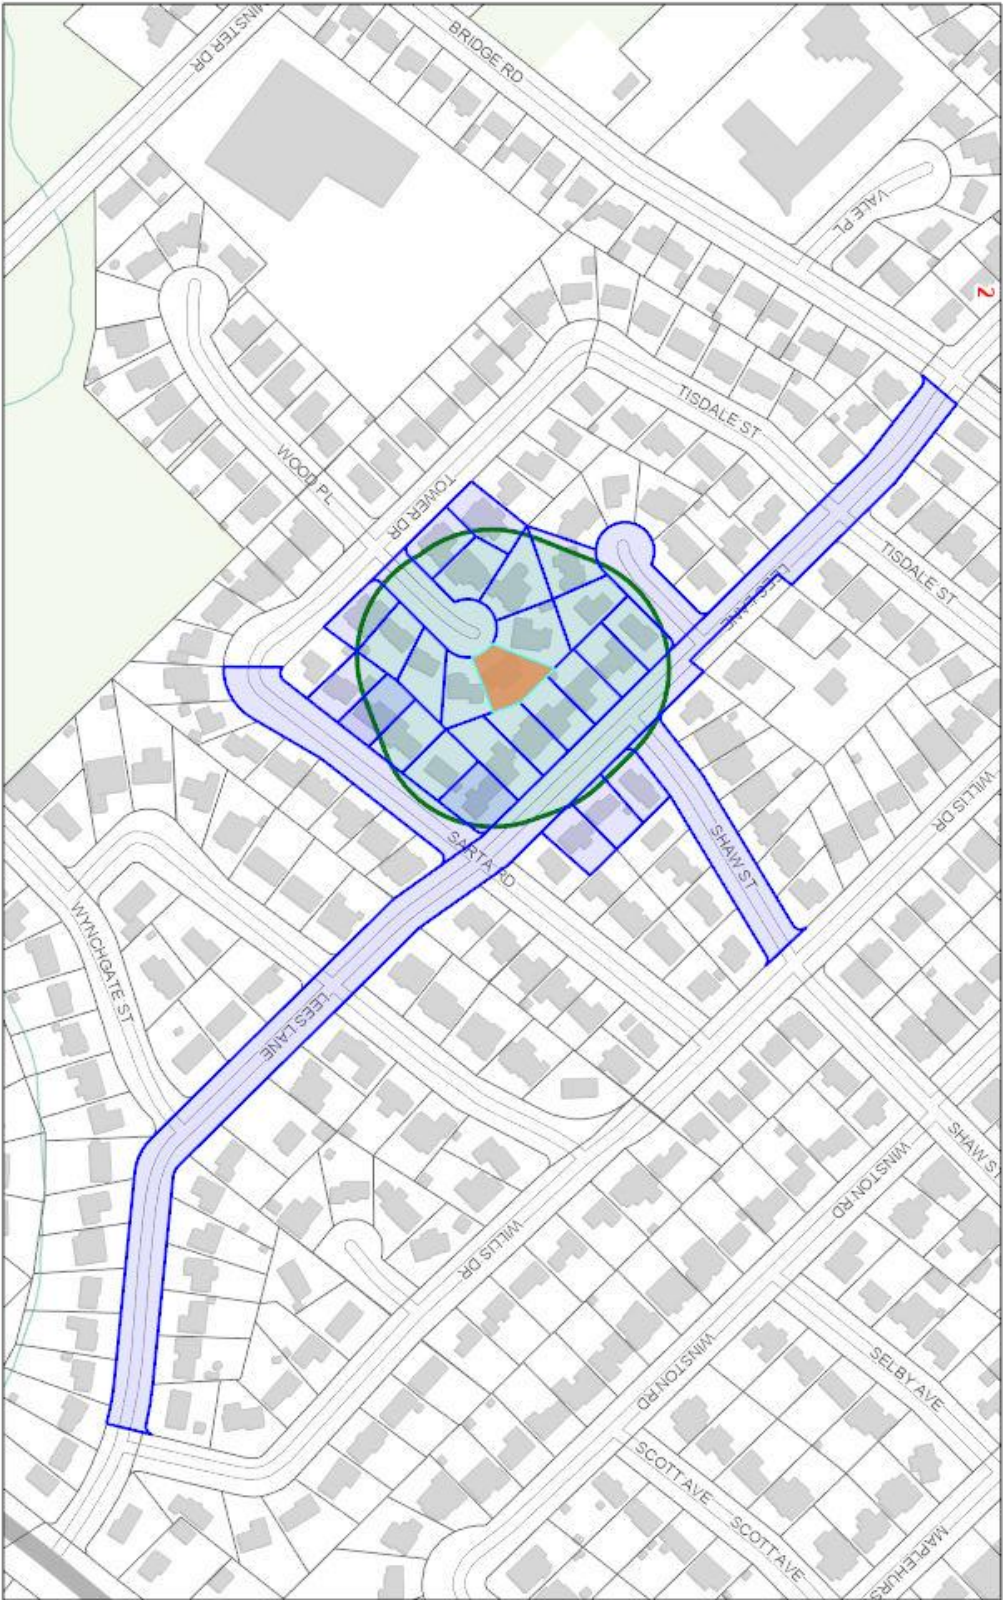 MINSTER DR
BRIDGE RD
VALE PL
2
TISDALE ST
WOOD PL
TOWER DR
TISDALE ST
LEES LANE
WILLIS DR
SARTA RD
SHAW ST
WYNCHGATE ST
LEES LANE
SHAW ST
WINSTON RD
WILLIS DR
WINSTON RD
SELBY AVE
SCOTT AVE
SCOTT AVE
MAPLEHURS